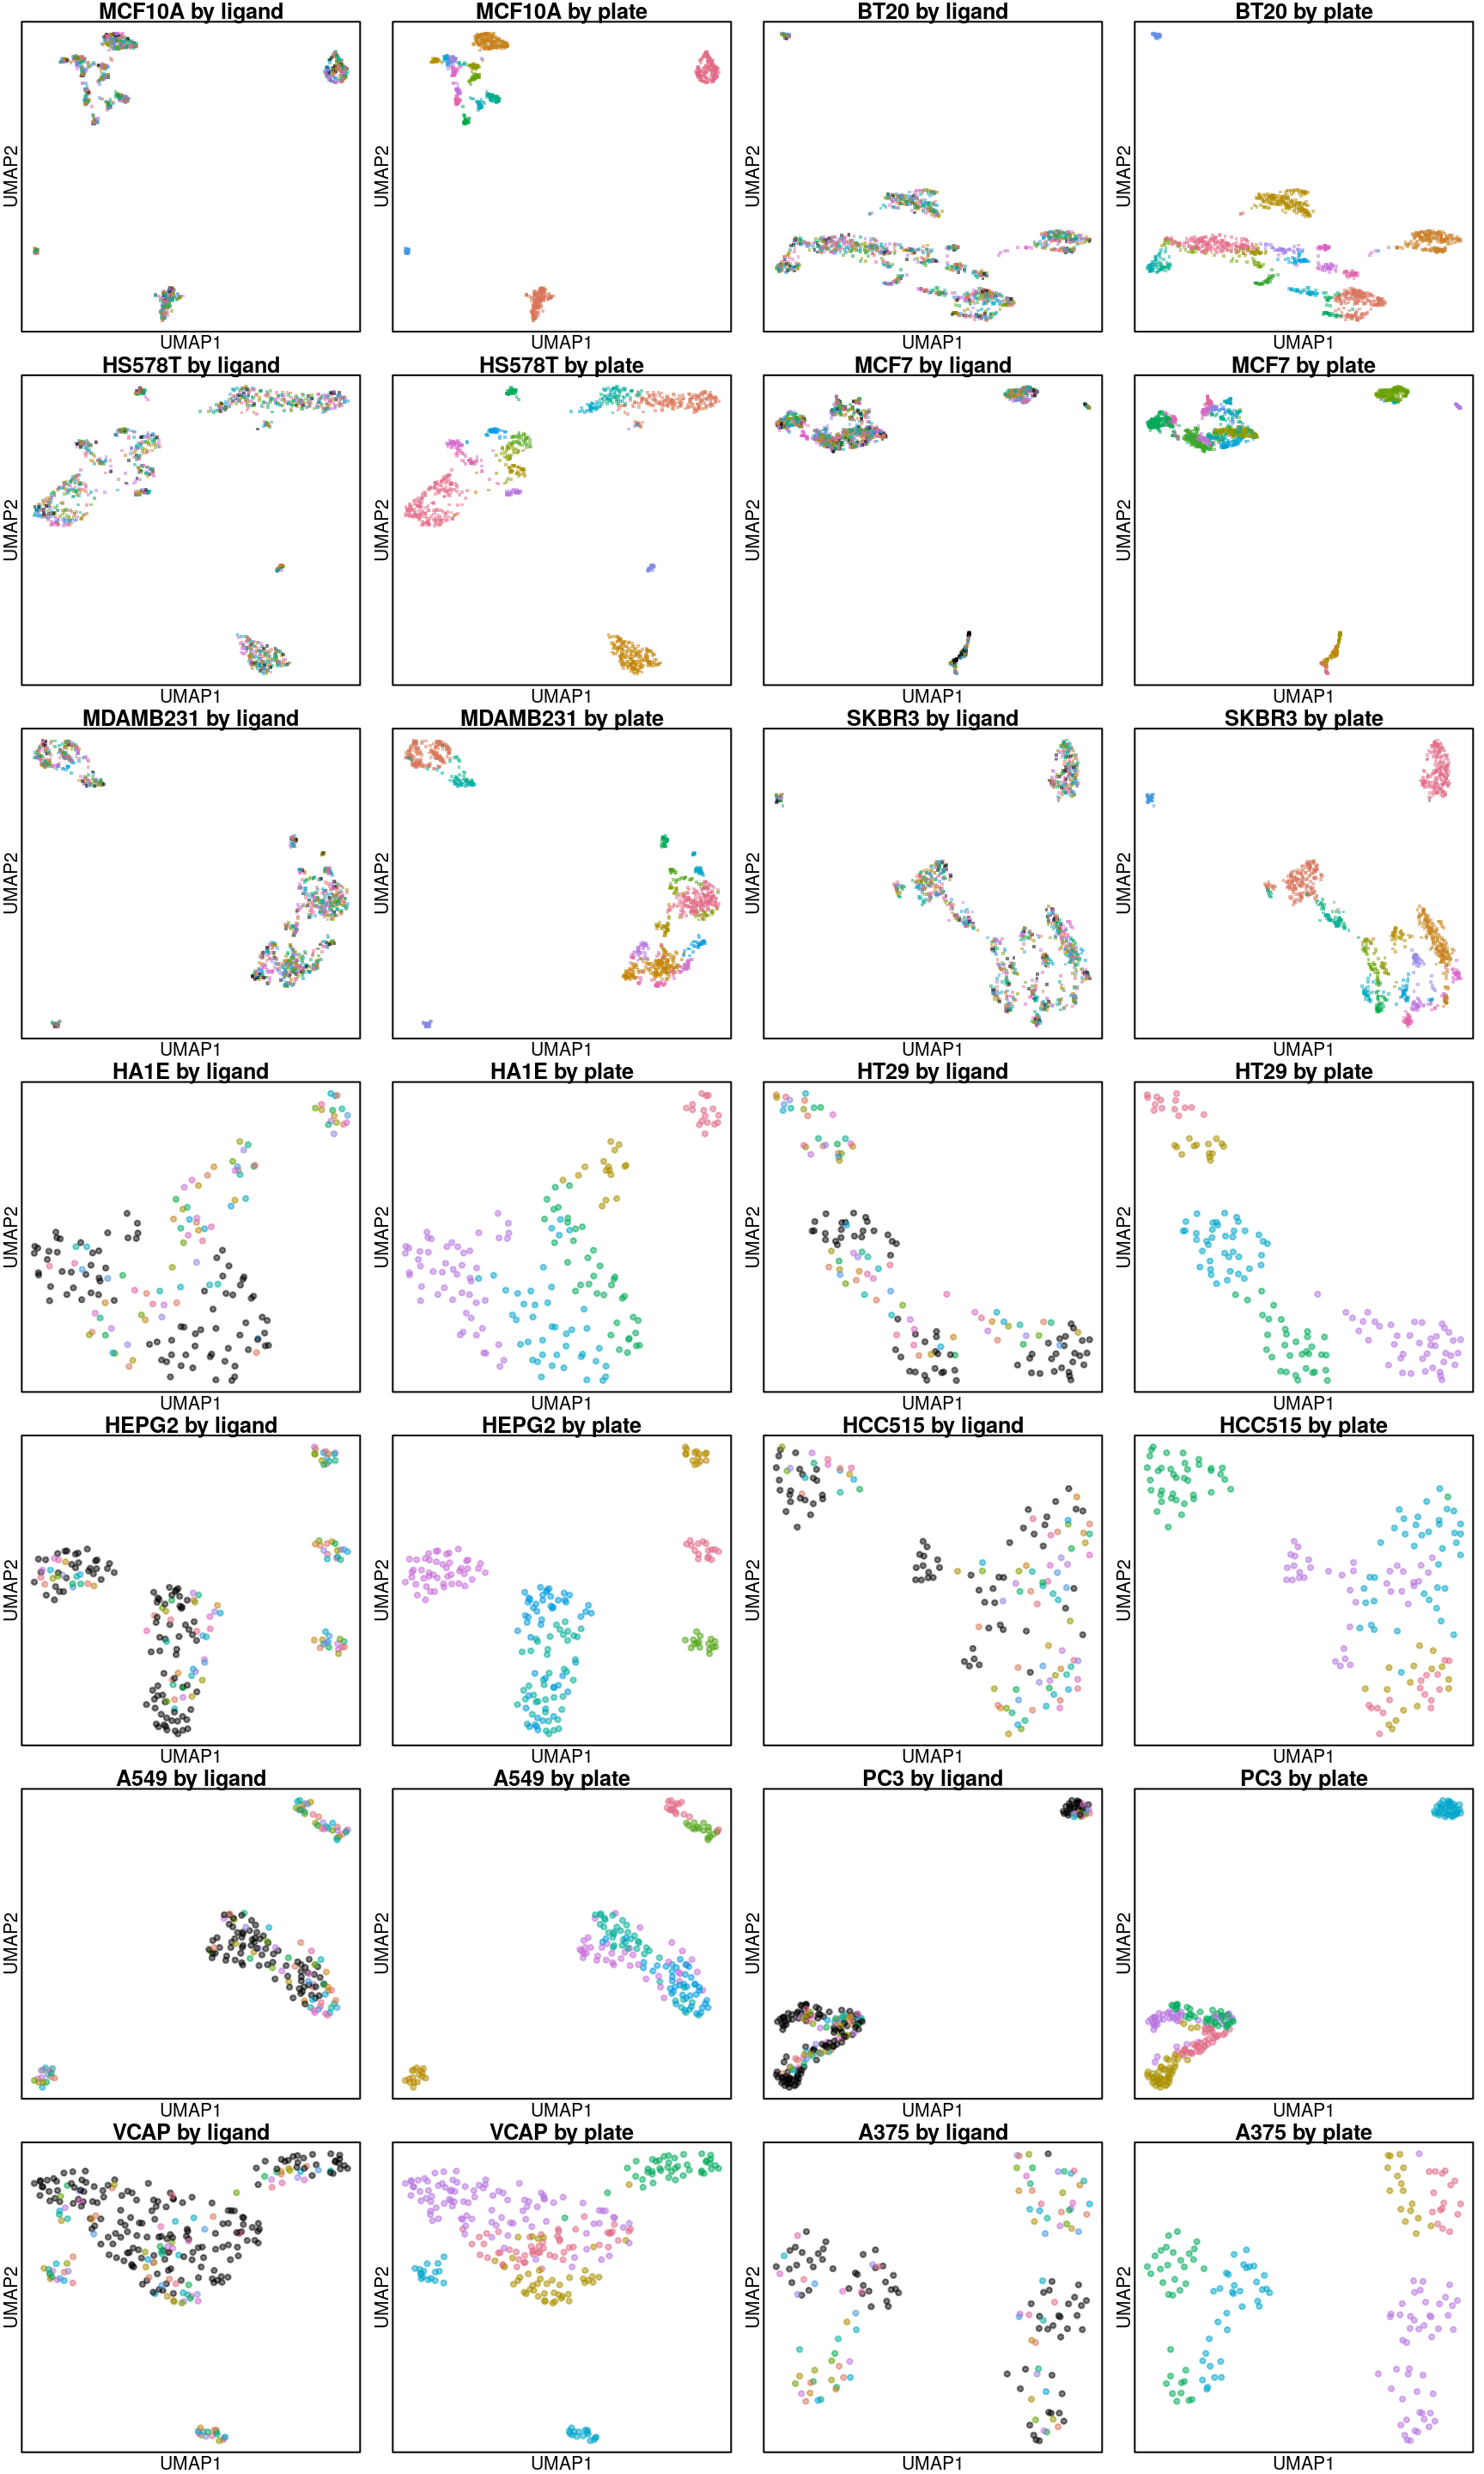 MCF10A by ligand
MCF10A by plate
BT20 by ligand
BT20 by plate
UMAP2
UMAP2
UMAP2
UMAP2
UMAP1
UMAP1
UMAP1
UMAP1
HS578T by ligand
HS578T by plate
MCF7 by ligand
MCF7 by plate
UMAP2
UMAP2
UMAP2
UMAP2
UMAP1
UMAP1
UMAP1
UMAP1
MDAMB231 by ligand
MDAMB231 by plate
SKBR3 by ligand
SKBR3 by plate
UMAP2
UMAP2
UMAP2
UMAP2
UMAP1
UMAP1
UMAP1
UMAP1
HA1E by ligand
HA1E by plate
HT29 by ligand
HT29 by plate
UMAP2
UMAP2
UMAP2
UMAP2
UMAP1
UMAP1
UMAP1
UMAP1
HEPG2 by ligand
HEPG2 by plate
HCC515 by ligand
HCC515 by plate
UMAP2
UMAP2
UMAP2
UMAP2
UMAP1
UMAP1
UMAP1
UMAP1
A549 by ligand
A549 by plate
PC3 by ligand
PC3 by plate
UMAP2
UMAP2
UMAP2
UMAP2
UMAP1
UMAP1
UMAP1
UMAP1
VCAP by ligand
VCAP by plate
A375 by ligand
A375 by plate
UMAP2
UMAP2
UMAP2
UMAP2
UMAP1
UMAP1
UMAP1
UMAP1